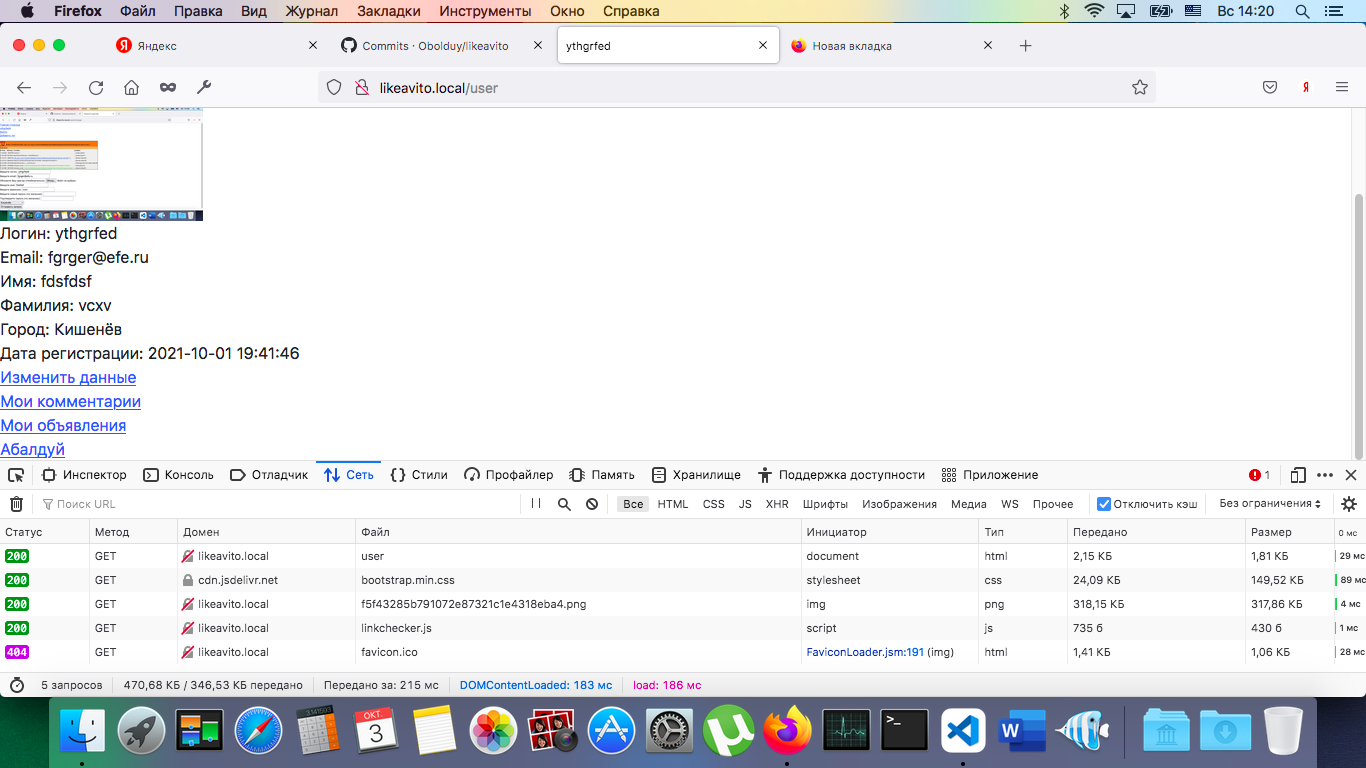 Firefox Файл Правка Вид Журнал Закладки Инструменты Окно Справка Вс 14:20
Яндекс Commits · Obolduy/likeavito ythgrfed Новая вкладка
likeavito.local/user
Логин: ythgrfed
Email: fgrger@efe.ru
Имя: fdsfdsf
Фамилия: vcxv
Город: Кишенёв
Дата регистрации: 2021-10-01 19:41:46
Изменить данные
Мои комментарии
Мои объявления
Абалдуй
Инспектор Консоль Отладчик Сеть Стили Профайлер Память Хранилище Поддержка доступности Приложение 1
Поиск URL Все HTML CSS JS XHR Шрифты Изображения Медиа WS Прочее Отключить кэш Без ограничения
Статус Метод Домен Файл Инициатор Тип Передано Размер 0 мс
200 GET likeavito.local user document html 2,15 КБ 1,81 КБ 29 мс
200 GET cdn.jsdelivr.net bootstrap.min.css stylesheet css 24,09 КБ 149,52 КБ 89 мс
200 GET likeavito.local f5f43285b791072e87321c1e4318eba4.png img png 318,15 КБ 317,86 КБ 4 мс
200 GET likeavito.local linkchecker.js script js 735 б 430 б 1 мс
404 GET likeavito.local favicon.ico FaviconLoader.jsm:191 (img) html 1,41 КБ 1,06 КБ 28 мс
5 запросов 470,68 КБ / 346,53 КБ передано Передано за: 215 мс DOMContentLoaded: 183 мс load: 186 мс
ОКТ.
3